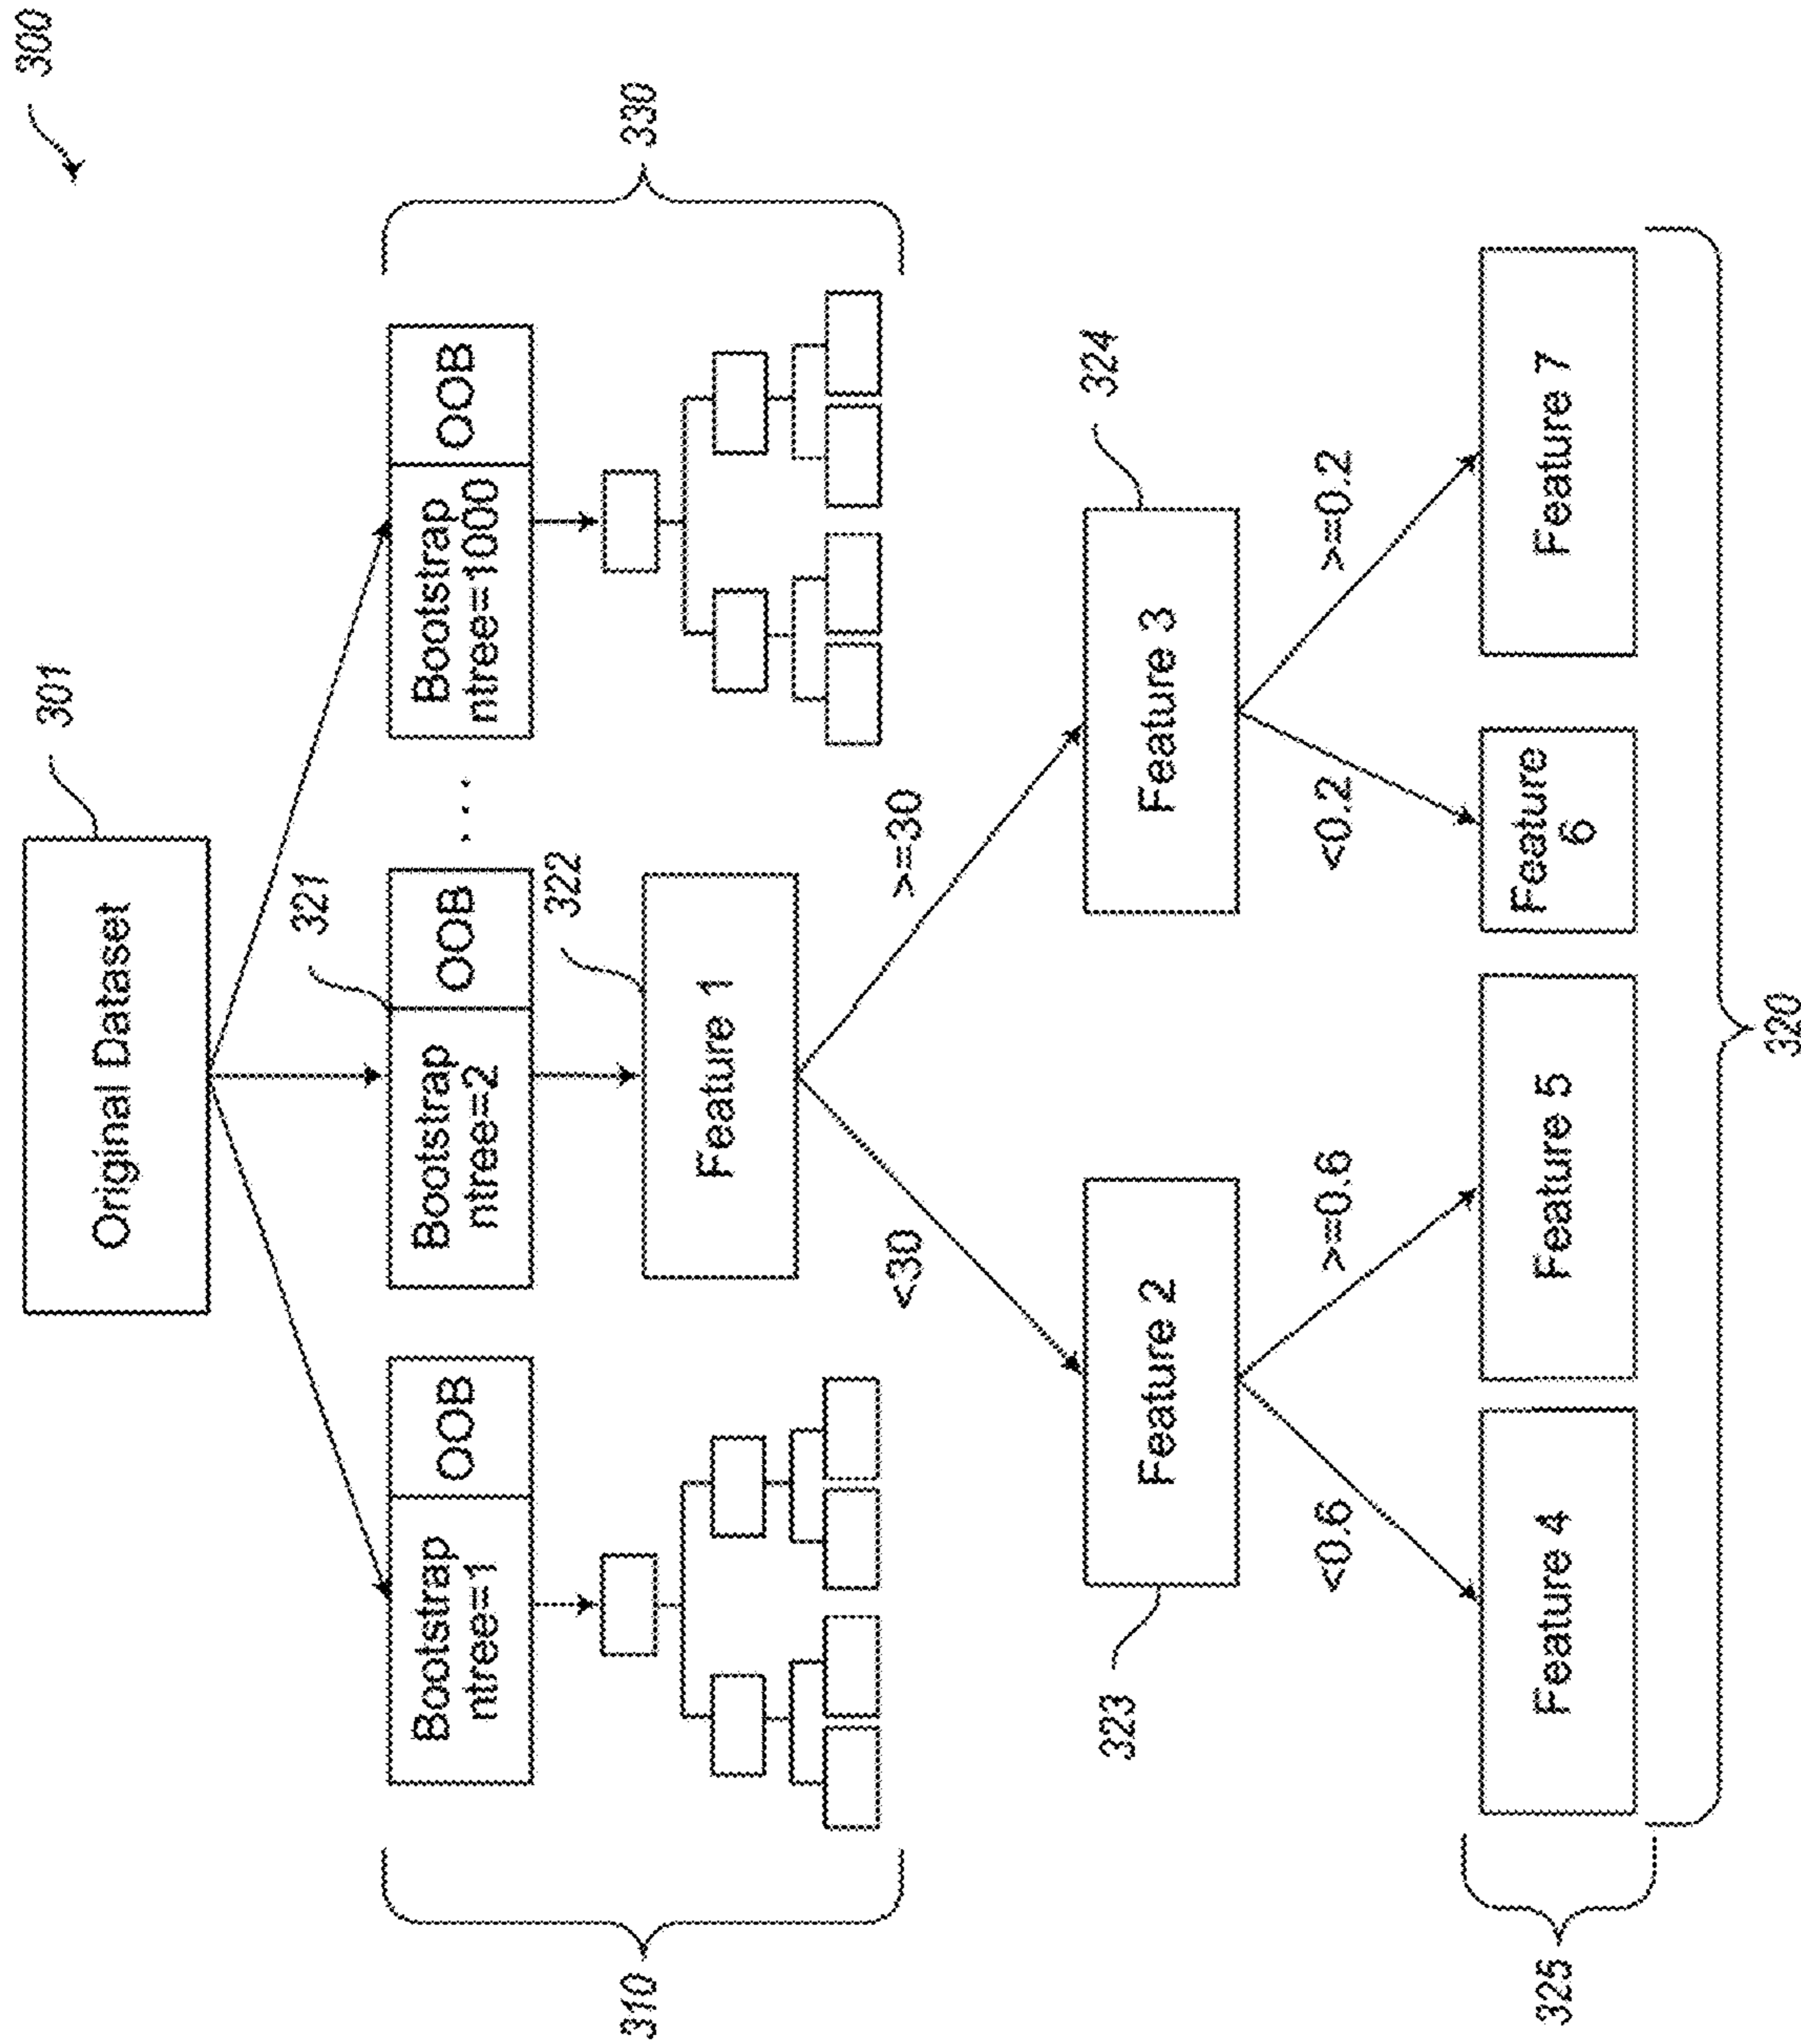 300
301
Original Dataset
321
Bootstrap
ntree=1
OOB
Bootstrap
ntree=2
OOB
. . .
Bootstrap
ntree=1000
OOB
310
330
322
Feature 1
<30
>=30
323
Feature 2
324
Feature 3
<0.6
>=0.6
<0.2
>=0.2
325
Feature 4
Feature 5
Feature
6
Feature 7
320